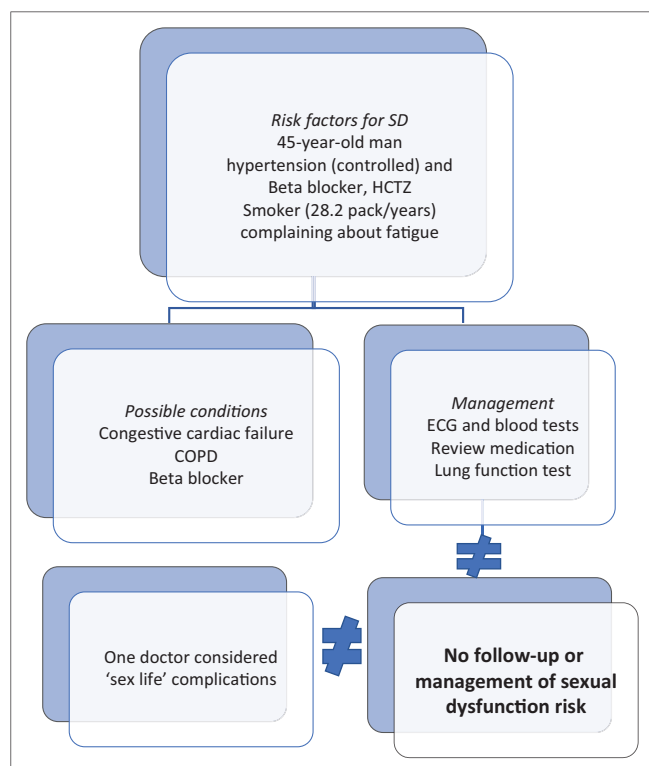 Risk factors for SD
45-year-old man
hypertension (controlled) and
Beta blocker, HCTZ
Smoker (28.2 pack/years)
complaining about fatigue
Possible conditions
Congestive cardiac failure
COPD
Beta blocker
Management
ECG and blood tests
Review medication
Lung function test
One doctor considered
‘sex life’ complications
No follow-up or
management of sexual
dysfunction risk